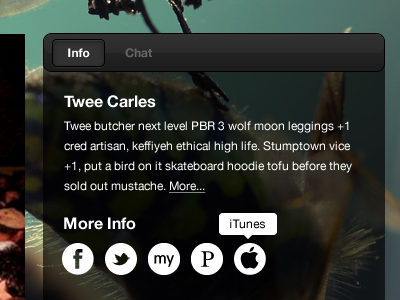 Info Chat
Twee Carles
Twee butcher next level PBR 3 wolf moon leggings +1
cred artisan, keffiyeh ethical high life. Stumptown vice
+1, put a bird on it skateboard hoodie tofu before they
sold out mustache. More...
More Info
iTunes
f my P